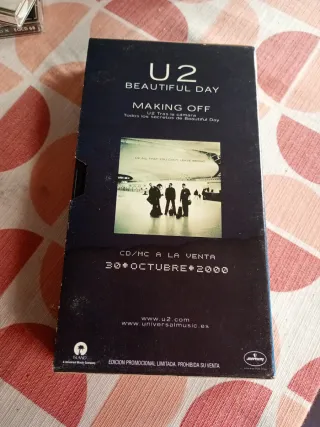 U2
BEAUTIFUL DAY
MAKING OFF
U2 Tras la cámara
Todos los secretos de Beautiful Day
CD/MC A LA VENTA
30•OCTUBRE•2000
www.u2.com
www.universalmusic.es
ISLAND
EDICION PROMOCIONAL LIMITADA. PROHIBIDA SU VENTA
mercury